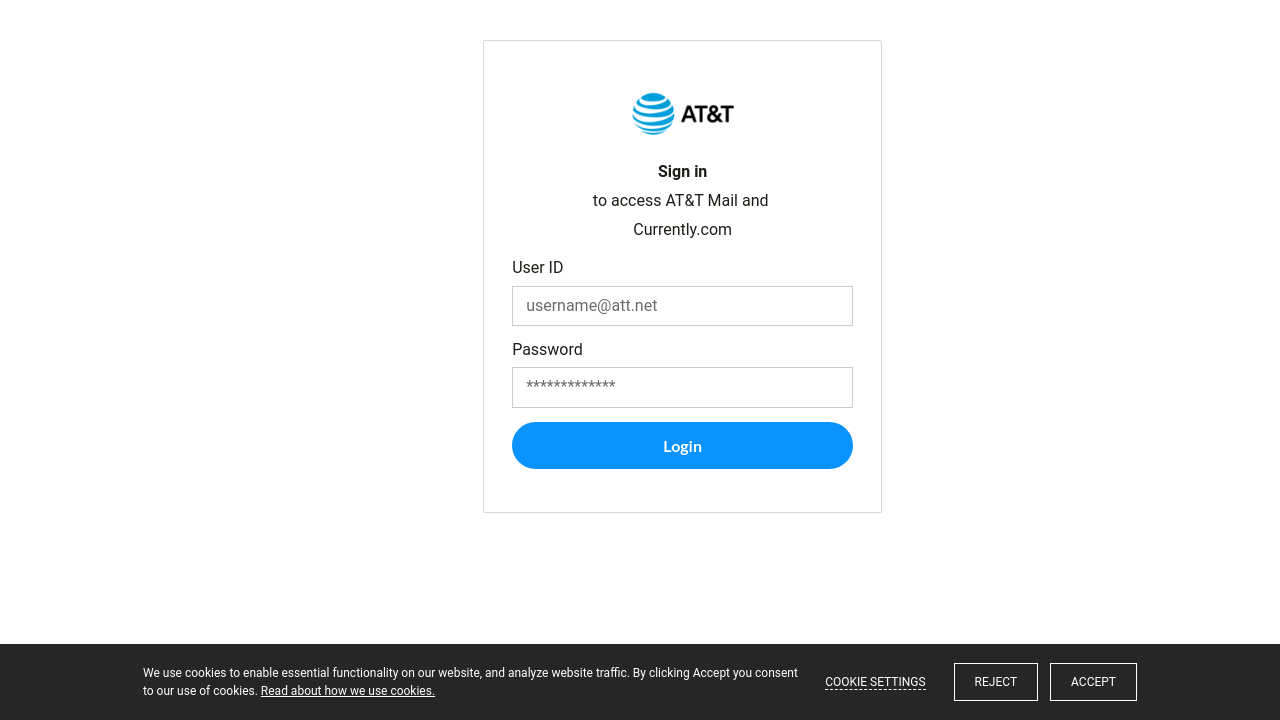 AT&T
Sign in
to access AT&T Mail and
Currently.com
User ID
username@att.net
Password
*************
Login
We use cookies to enable essential functionality on our website, and analyze website traffic. By clicking Accept you consent
to our use of cookies. Read about how we use cookies.
COOKIE SETTINGS
REJECT
ACCEPT